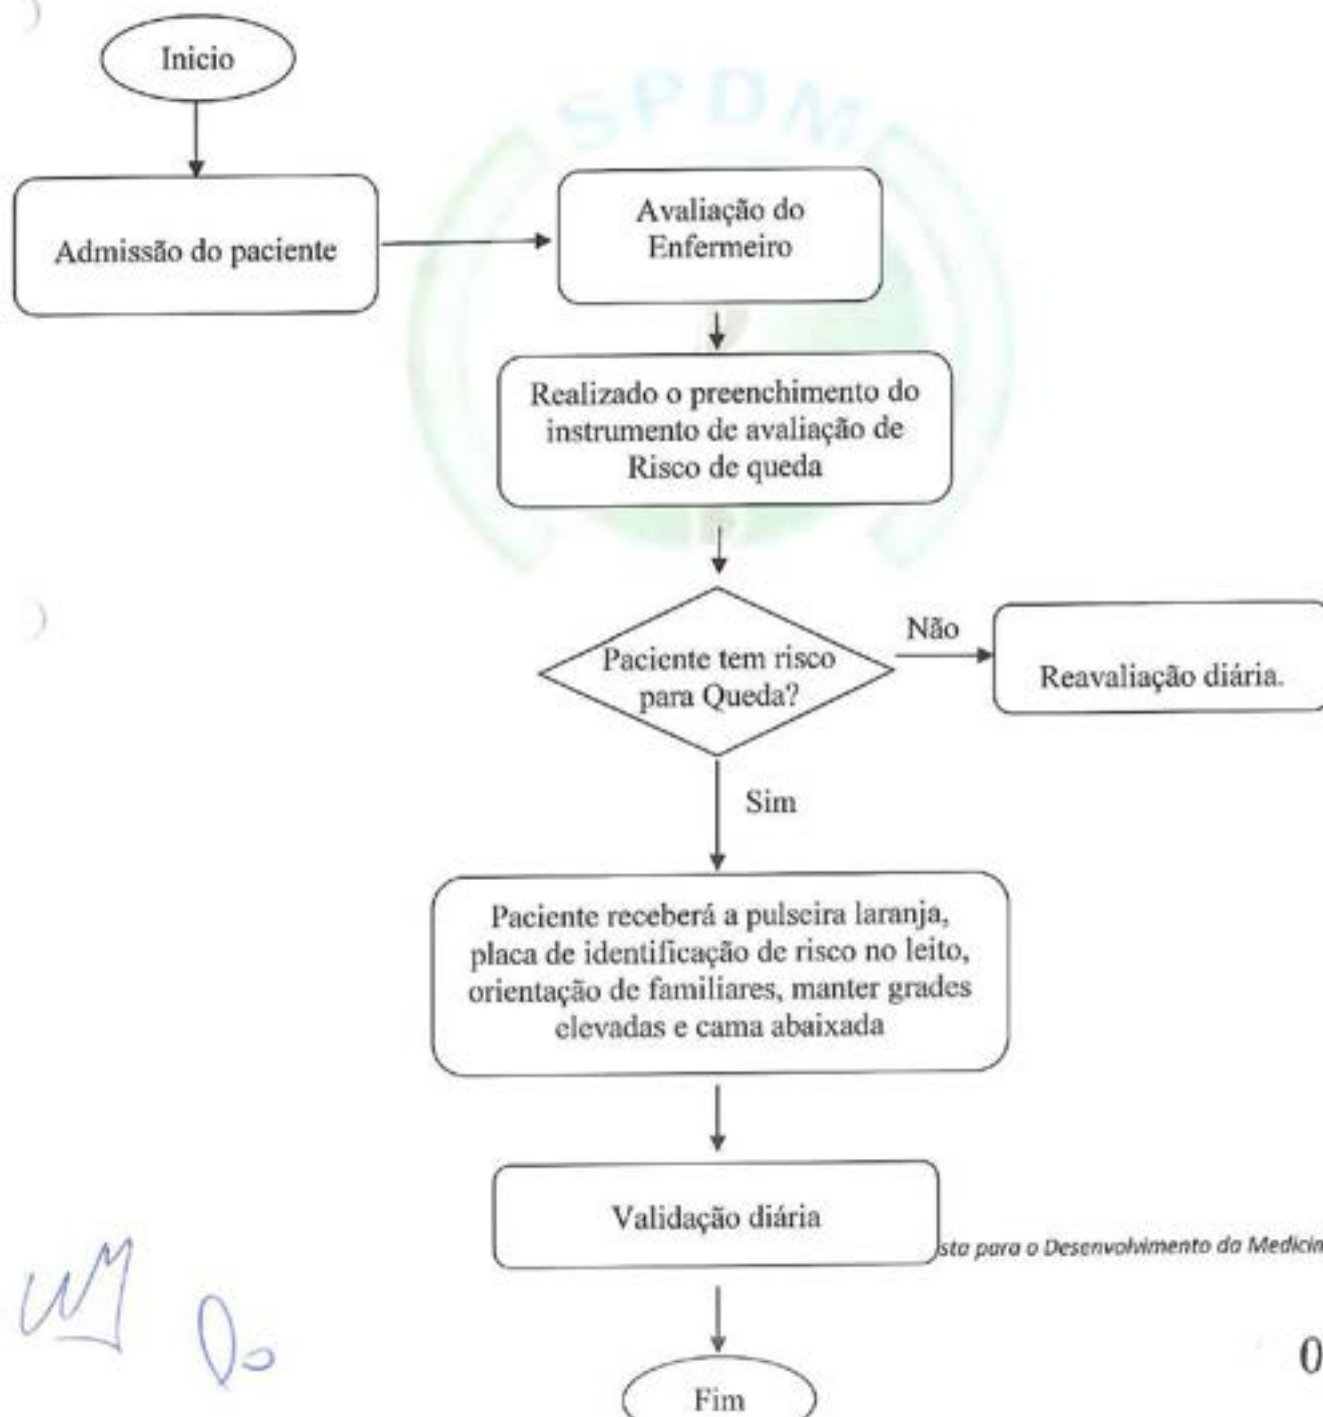 Inicio
SPDM
Admissão do paciente
Avaliação do
Enfermeiro
Realizado o preenchimento do
instrumento de avaliação de
Risco de queda
Paciente tem risco
para Queda?
Não
Reavaliação diária.
Sim
Paciente receberá a pulseira laranja,
placa de identificação de risco no leito,
orientação de familiares, manter grades
elevadas e cama abaixada
Validação diária
sta para o Desenvolvimento da Medicin
0
Fim